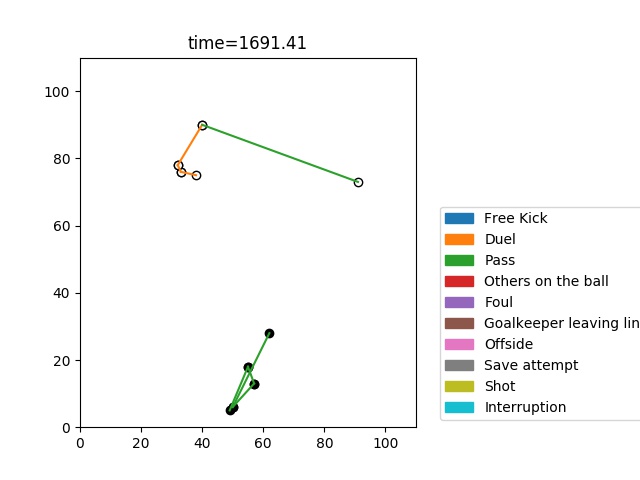 time=1691.41
100
80
60
40
20
0
0 20 40 60 80 100
Free Kick
Duel
Pass
Others on the ball
Foul
Goalkeeper leaving lin
Offside
Save attempt
Shot
Interruption